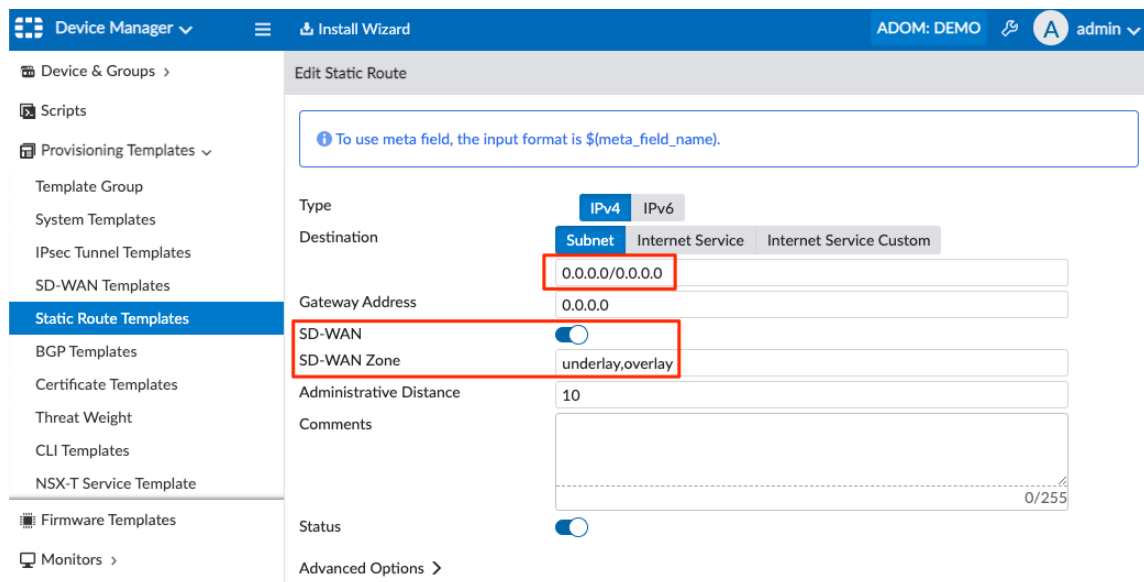 Device Manager
Install Wizard
ADOM: DEMO
A
admin
Device & Groups
Scripts
Provisioning Templates
Template Group
System Templates
IPsec Tunnel Templates
SD-WAN Templates
Static Route Templates
BGP Templates
Certificate Templates
Threat Weight
CLI Templates
NSX-T Service Template
Firmware Templates
Monitors
Edit Static Route
To use meta field, the input format is $(meta_field_name).
Type IPv4 IPv6
Destination Subnet Internet Service Internet Service Custom
0.0.0.0/0.0.0.0
Gateway Address 0.0.0.0
SD-WAN
SD-WAN Zone underlay,overlay
Administrative Distance 10
Comments
0/255
Status
Advanced Options